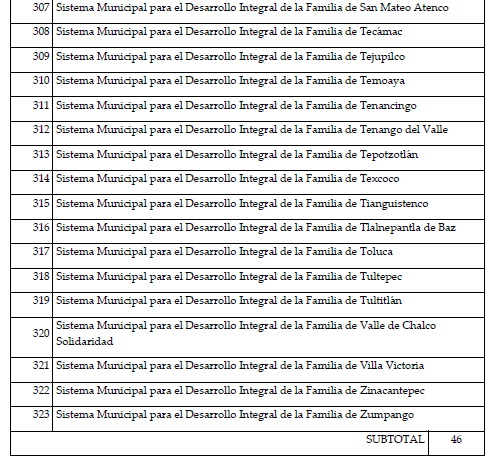 307 Sistema Municipal para el Desarrollo Integral de la Familia de San Mateo Atenco
308 Sistema Municipal para el Desarrollo Integral de la Familia de Tecámac
309 Sistema Municipal para el Desarrollo Integral de la Familia de Tejupilco
310 Sistema Municipal para el Desarrollo Integral de la Familia de Temoaya
311 Sistema Municipal para el Desarrollo Integral de la Familia de Tenancingo
312 Sistema Municipal para el Desarrollo Integral de la Familia de Tenango del Valle
313 Sistema Municipal para el Desarrollo Integral de la Familia de Tepotzotlán
314 Sistema Municipal para el Desarrollo Integral de la Familia de Texcoco
315 Sistema Municipal para el Desarrollo Integral de la Familia de Tianguistenco
316 Sistema Municipal para el Desarrollo Integral de la Familia de Tlalnepantla de Baz
317 Sistema Municipal para el Desarrollo Integral de la Familia de Toluca
318 Sistema Municipal para el Desarrollo Integral de la Familia de Tultepec
319 Sistema Municipal para el Desarrollo Integral de la Familia de Tultitlán
320 Sistema Municipal para el Desarrollo Integral de la Familia de Valle de Chalco
Solidaridad
321 Sistema Municipal para el Desarrollo Integral de la Familia de Villa Victoria
322 Sistema Municipal para el Desarrollo Integral de la Familia de Zinacantepec
323 Sistema Municipal para el Desarrollo Integral de la Familia de Zumpango
SUBTOTAL 46